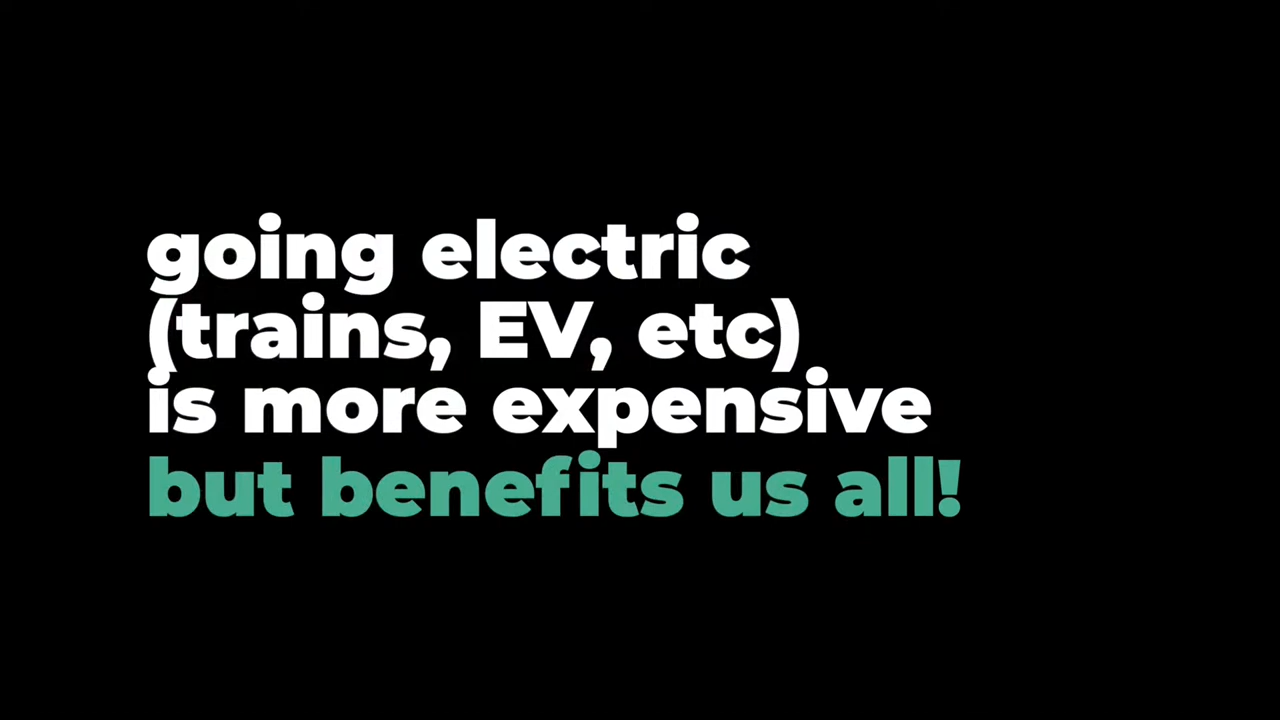 going electric
(trains, EV, etc)
is more expensive
but benefits us all!